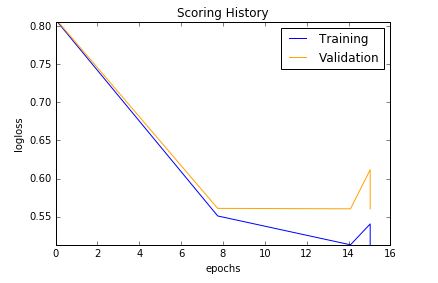 Scoring History
Training
Validation
logloss
0.80
0.75
0.70
0.65
0.60
0.55
0 2 4 6 8 10 12 14 16
epochs